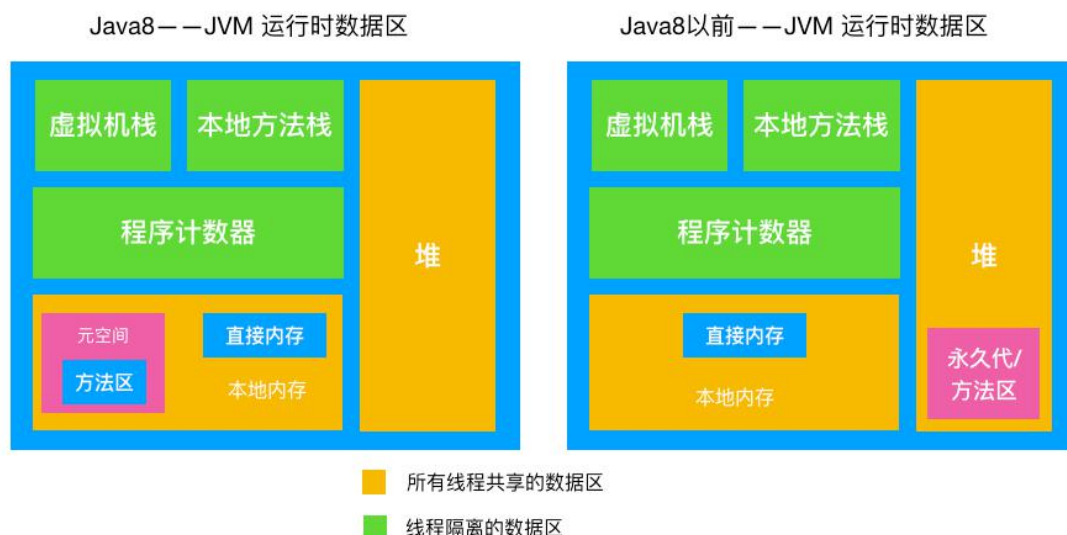 Java8——JVM 运行时数据区
虚拟机栈
本地方法栈
程序计数器
堆
元空间
方法区
直接内存
本地内存
Java8以前——JVM 运行时数据区
虚拟机栈
本地方法栈
程序计数器
堆
直接内存
本地内存
永久代/
方法区
所有线程共享的数据区
线程隔离的数据区